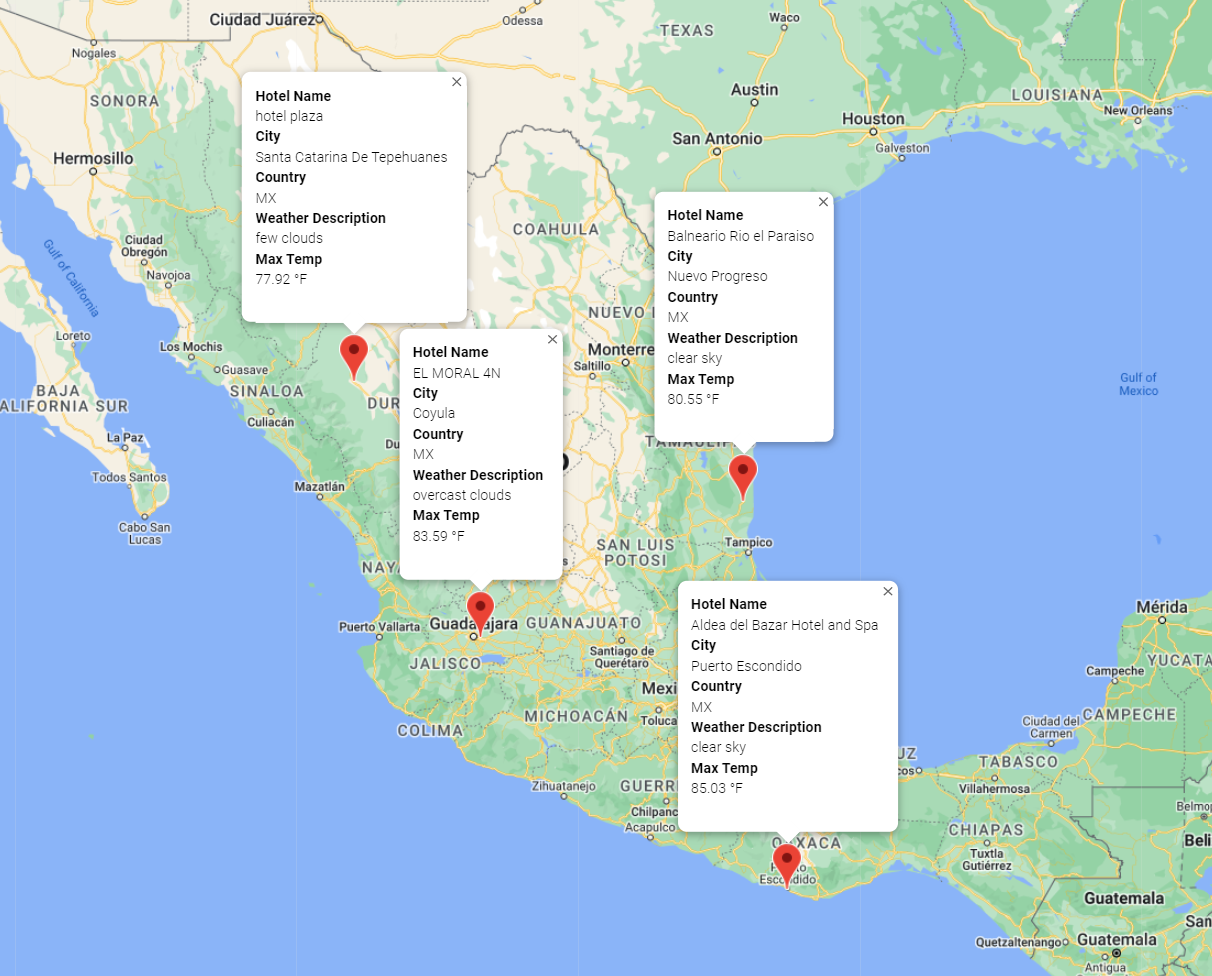 Ciudad Juárez
Odessa
Waco
TEXAS
Nogales
SONORA
Austin
LOUISIANA
New Orleans
Houston
San Antonio
Galveston
Hermosillo
Hotel Name
hotel plaza
City
Santa Catarina De Tepehuanes
Country
MX
Weather Description
few clouds
Max Temp
77.92 °F
COAHUILA
Hotel Name
Balneario Rio el Paraiso
City
Nuevo Progreso
Country
MX
Weather Description
clear sky
Max Temp
80.55 °F
Ciudad
Obregón
Navojoa
Gulf of California
Loreto
Los Mochis
Guasave
SINALOA
Culiacán
BAJA
ALIFORNIA SUR
La Paz
Todos Santos
Cabo San
Lucas
Mazatlán
DUR
Du
NUEVO
Monterre
Saltillo
Gulf of
Mexico
Hotel Name
EL MORAL 4N
City
Coyula
Country
MX
Weather Description
overcast clouds
Max Temp
83.59 °F
TAMAULIP
SAN LUIS
POTOSI
Tampico
NAY
Puerto Vallarta
Guadalajara
GUANAJUATO
JALISCO
Santiago de
Querétaro
Mexi
Toluca
MICHOACÁN
COLIMA
Zihuatanejo
GUERR
Chilpanc
Acapulco
Hotel Name
Aldea del Bazar Hotel and Spa
City
Puerto Escondido
Country
MX
Weather Description
clear sky
Max Temp
85.03 °F
Mérida
YUCATA
Campeche
CAMPECHE
Ciudad del
Carmen
UZ
cos
TABASCO
Villahermosa
Belmop
Beli
CHIAPAS
Tuxtla
Gutiérrez
OAXACA
Puerto
Escondido
Guatemala
San
Quetzaltenango
Guatemala
Antigua